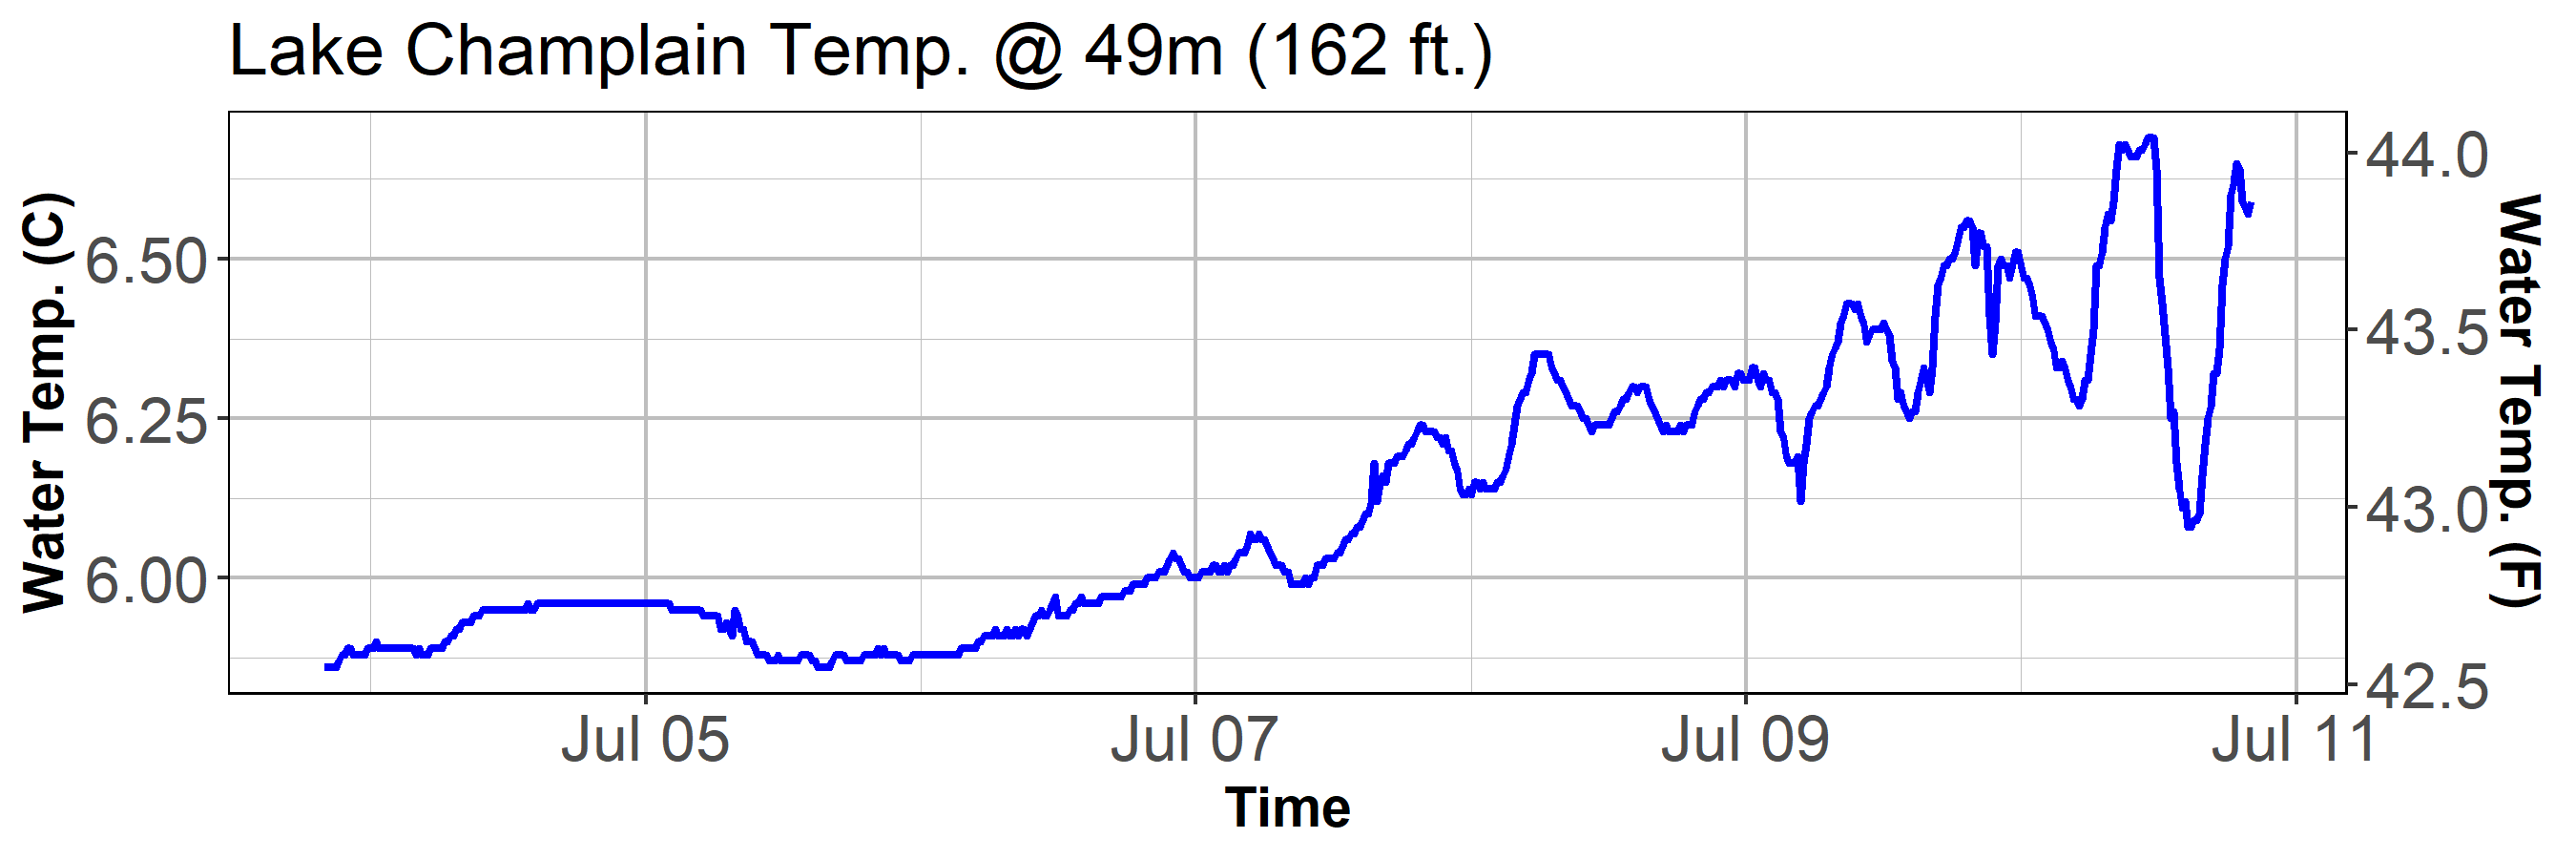 Lake Champlain Temp. @ 49m (162 ft.)
Water Temp. (C)
6.50
6.25
6.00
44.0
43.5
43.0
42.5
Water Temp. (F)
Jul 05 Jul 07 Jul 09 Jul 11
Time